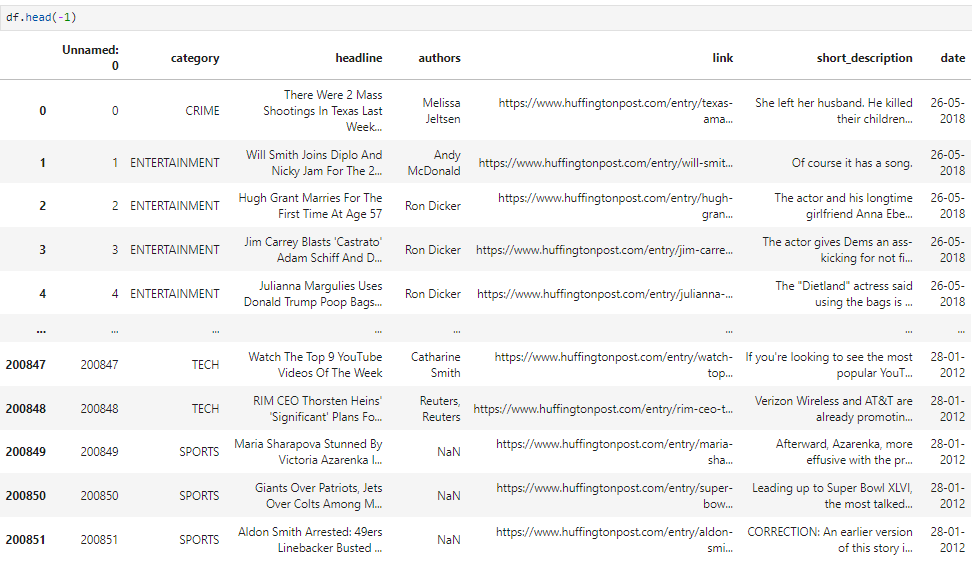 df.head(-1)
Unnamed: 0 category headline authors link short_description date
0 0 CRIME There Were 2 Mass Shootings In Texas Last Week... Melissa Jeltsen https://www.huffingtonpost.com/entry/texas-ama... She left her husband. He killed their children... 26-05-2018
1 1 ENTERTAINMENT Will Smith Joins Diplo And Nicky Jam For The 2... Andy McDonald https://www.huffingtonpost.com/entry/will-smit... Of course it has a song. 26-05-2018
2 2 ENTERTAINMENT Hugh Grant Marries For The First Time At Age 57 Ron Dicker https://www.huffingtonpost.com/entry/hugh-gran... The actor and his longtime girlfriend Anna Ebe... 26-05-2018
3 3 ENTERTAINMENT Jim Carrey Blasts 'Castrato' Adam Schiff And D... Ron Dicker https://www.huffingtonpost.com/entry/jim-carre... The actor gives Dems an ass-kicking for not fi... 26-05-2018
4 4 ENTERTAINMENT Julianna Margulies Uses Donald Trump Poop Bags... Ron Dicker https://www.huffingtonpost.com/entry/julianna-... The "Dietland" actress said using the bags is ... 26-05-2018
... ... ... ... ... ... ... ...
200847 200847 TECH Watch The Top 9 YouTube Videos Of The Week Catharine Smith https://www.huffingtonpost.com/entry/watch-top... If you're looking to see the most popular YouT... 28-01-2012
200848 200848 TECH RIM CEO Thorsten Heins' 'Significant' Plans Fo... Reuters, Reuters https://www.huffingtonpost.com/entry/rim-ceo-t... Verizon Wireless and AT&T are already promotin... 28-01-2012
200849 200849 SPORTS Maria Sharapova Stunned By Victoria Azarenka I... NaN https://www.huffingtonpost.com/entry/maria-sha... Afterward, Azarenka, more effusive with the pr... 28-01-2012
200850 200850 SPORTS Giants Over Patriots, Jets Over Colts Among M... NaN https://www.huffingtonpost.com/entry/super-bow... Leading up to Super Bowl XLVI, the most talked... 28-01-2012
200851 200851 SPORTS Aldon Smith Arrested: 49ers Linebacker Busted ... NaN https://www.huffingtonpost.com/entry/aldon-smi... CORRECTION: An earlier version of this story i... 28-01-2012